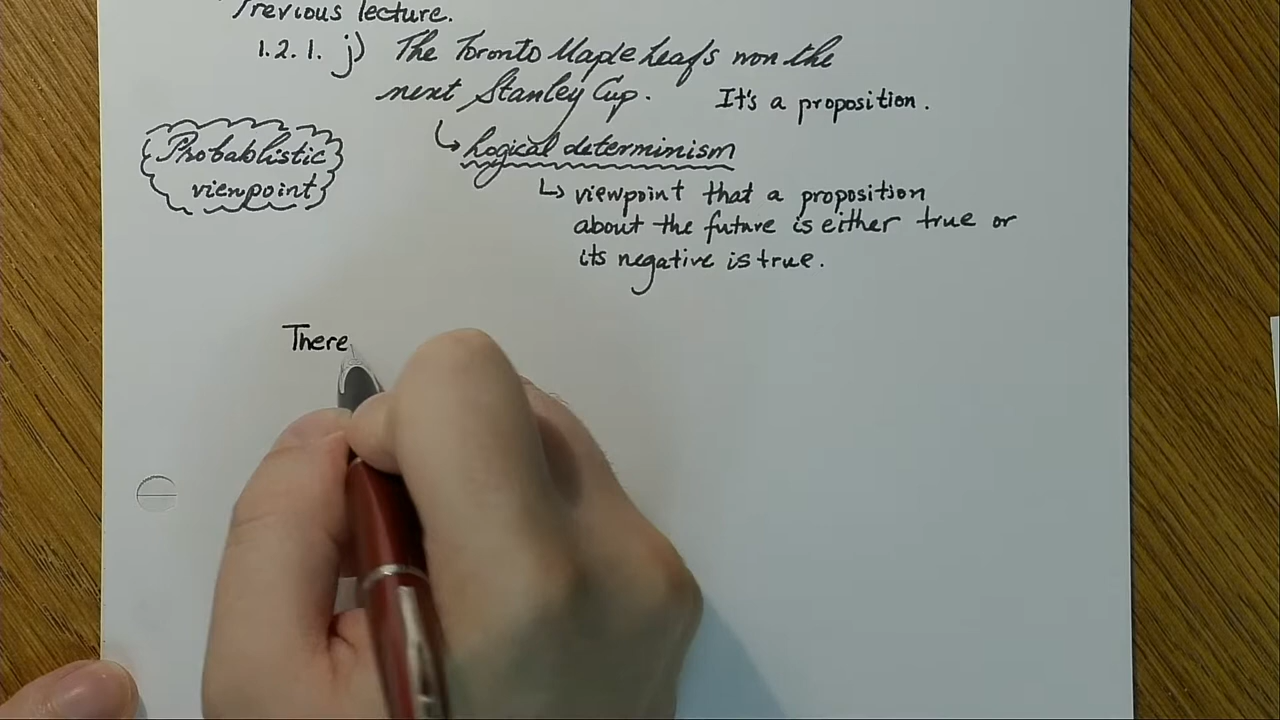 Previous lecture.
1.2.1. j) The Toronto Maple Leafs won the
next Stanley Cup. It's a proposition.
Probablistic
viewpoint
↳ Logical determinism
↳ viewpoint that a proposition
about the future is either true or
its negative is true.
There